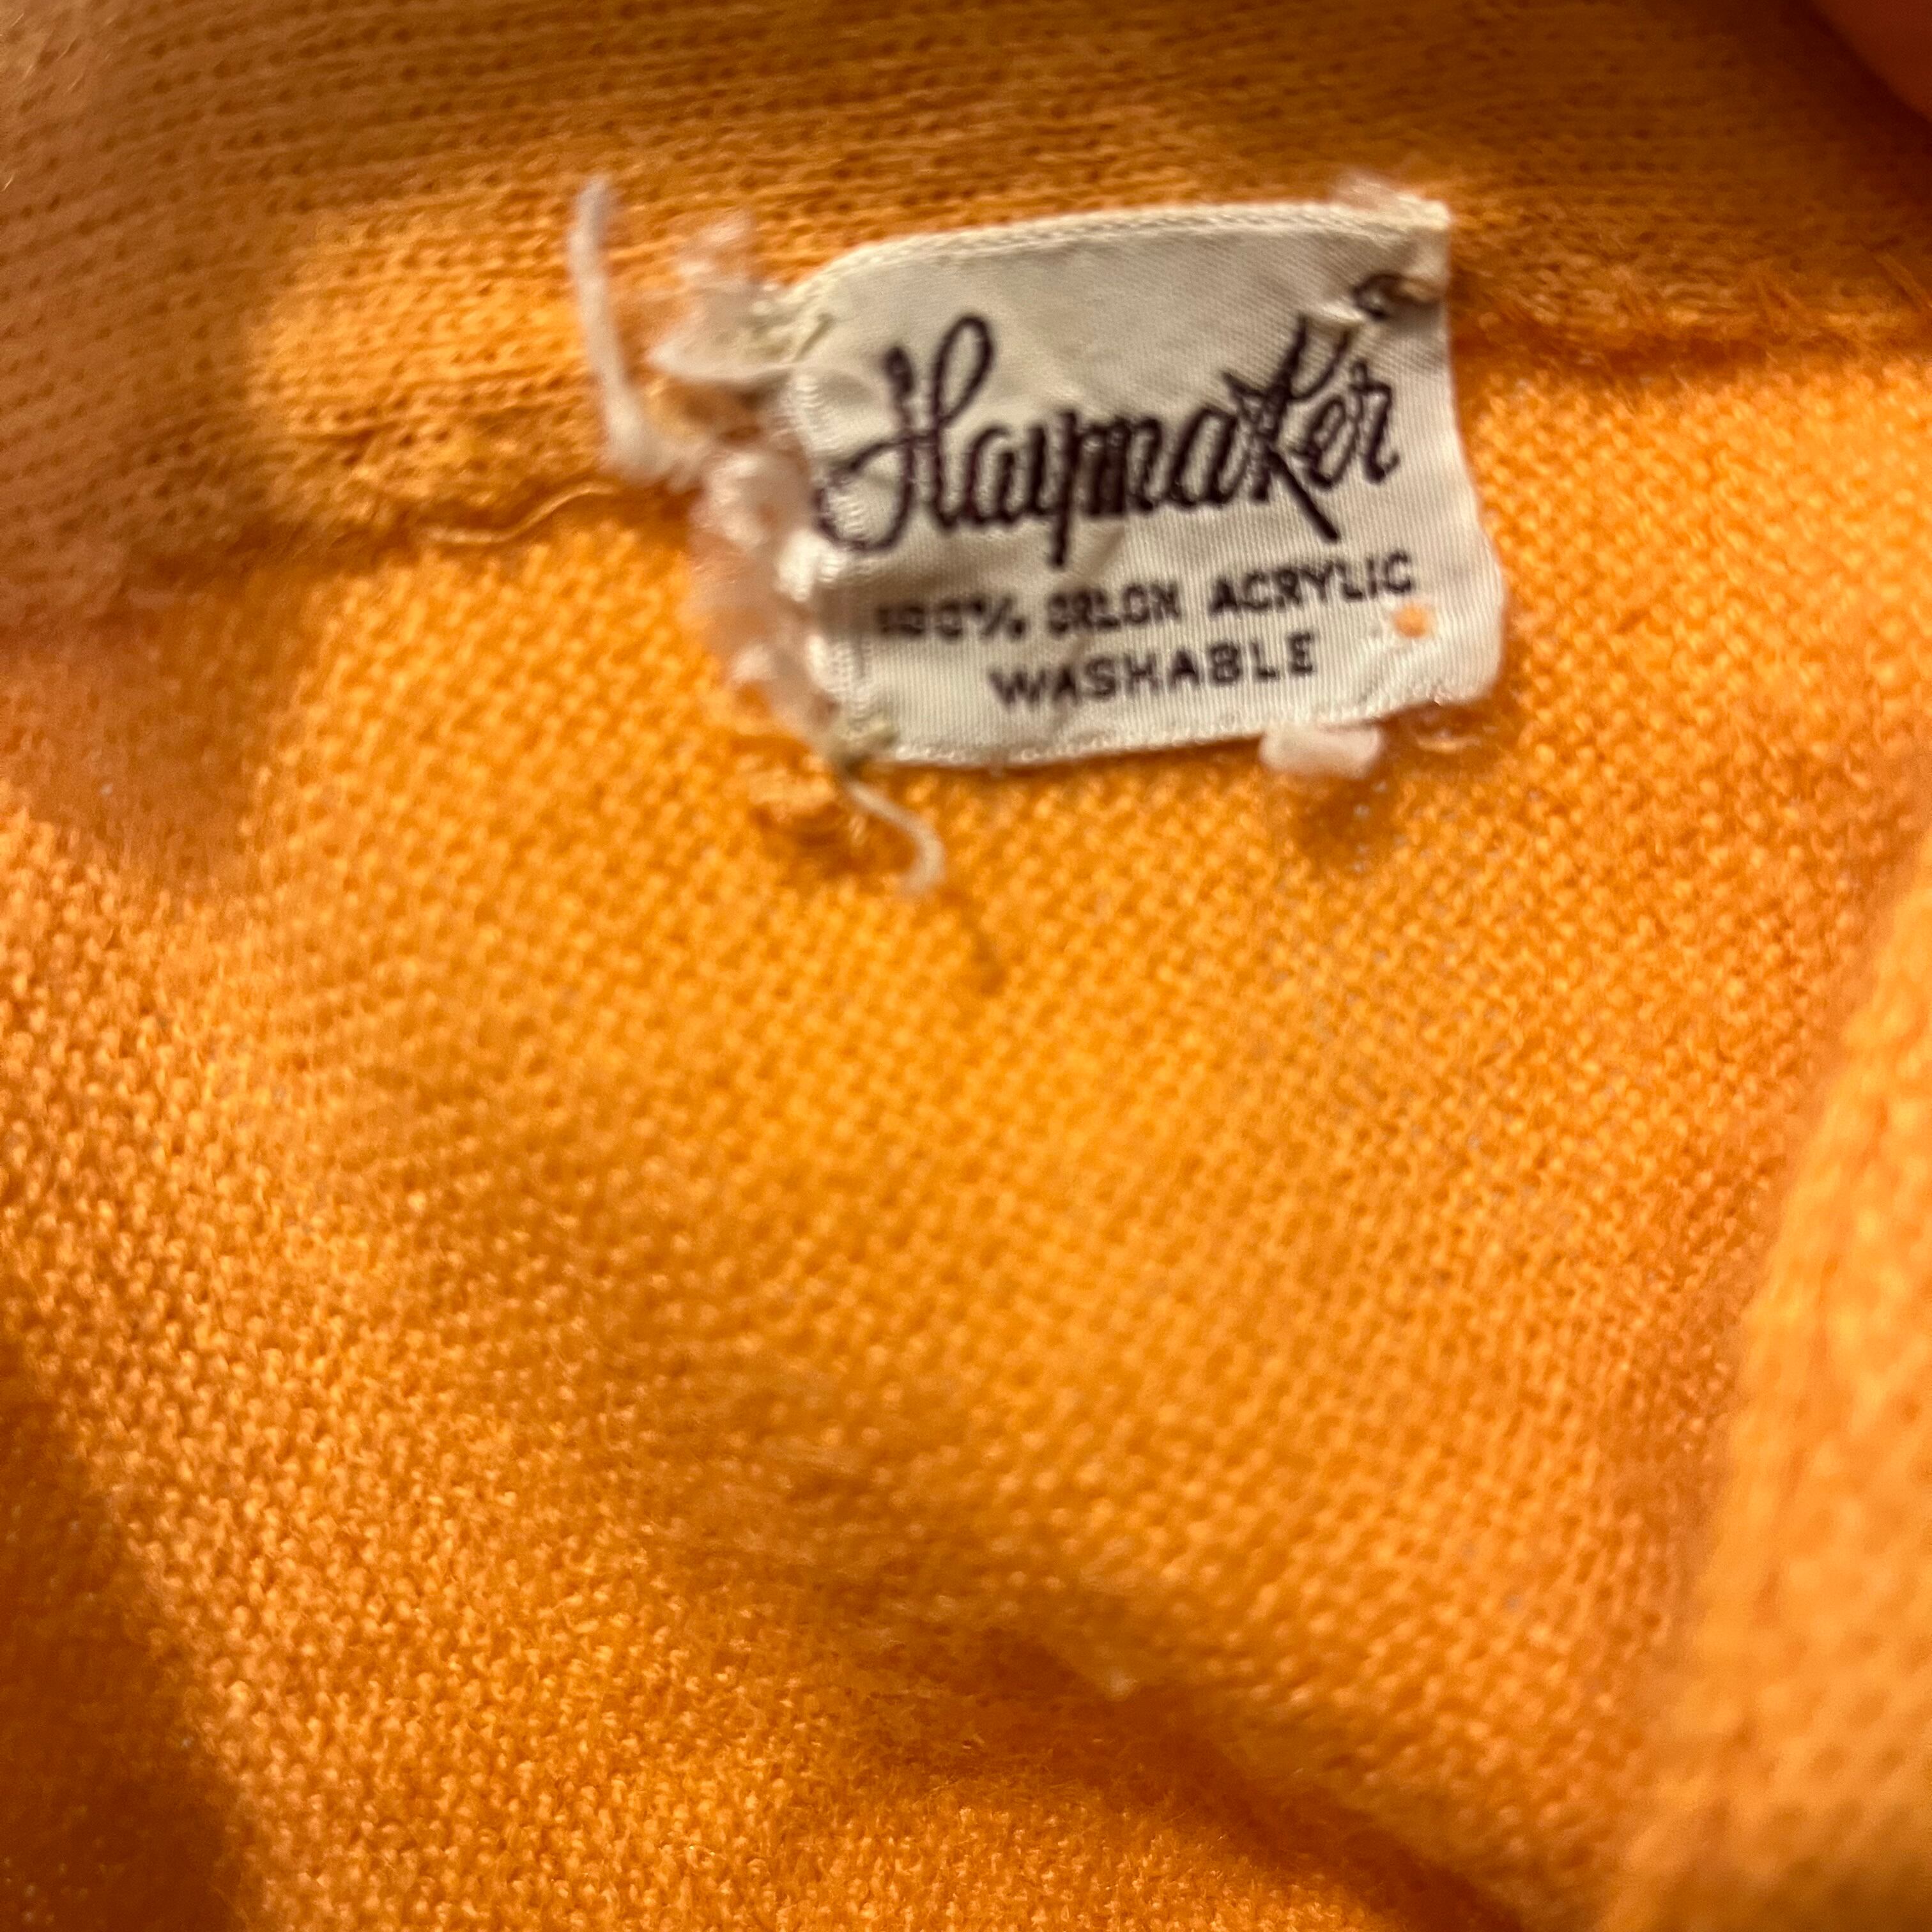 Haymaker
100% ORLON ACRYLIC
WASHABLE